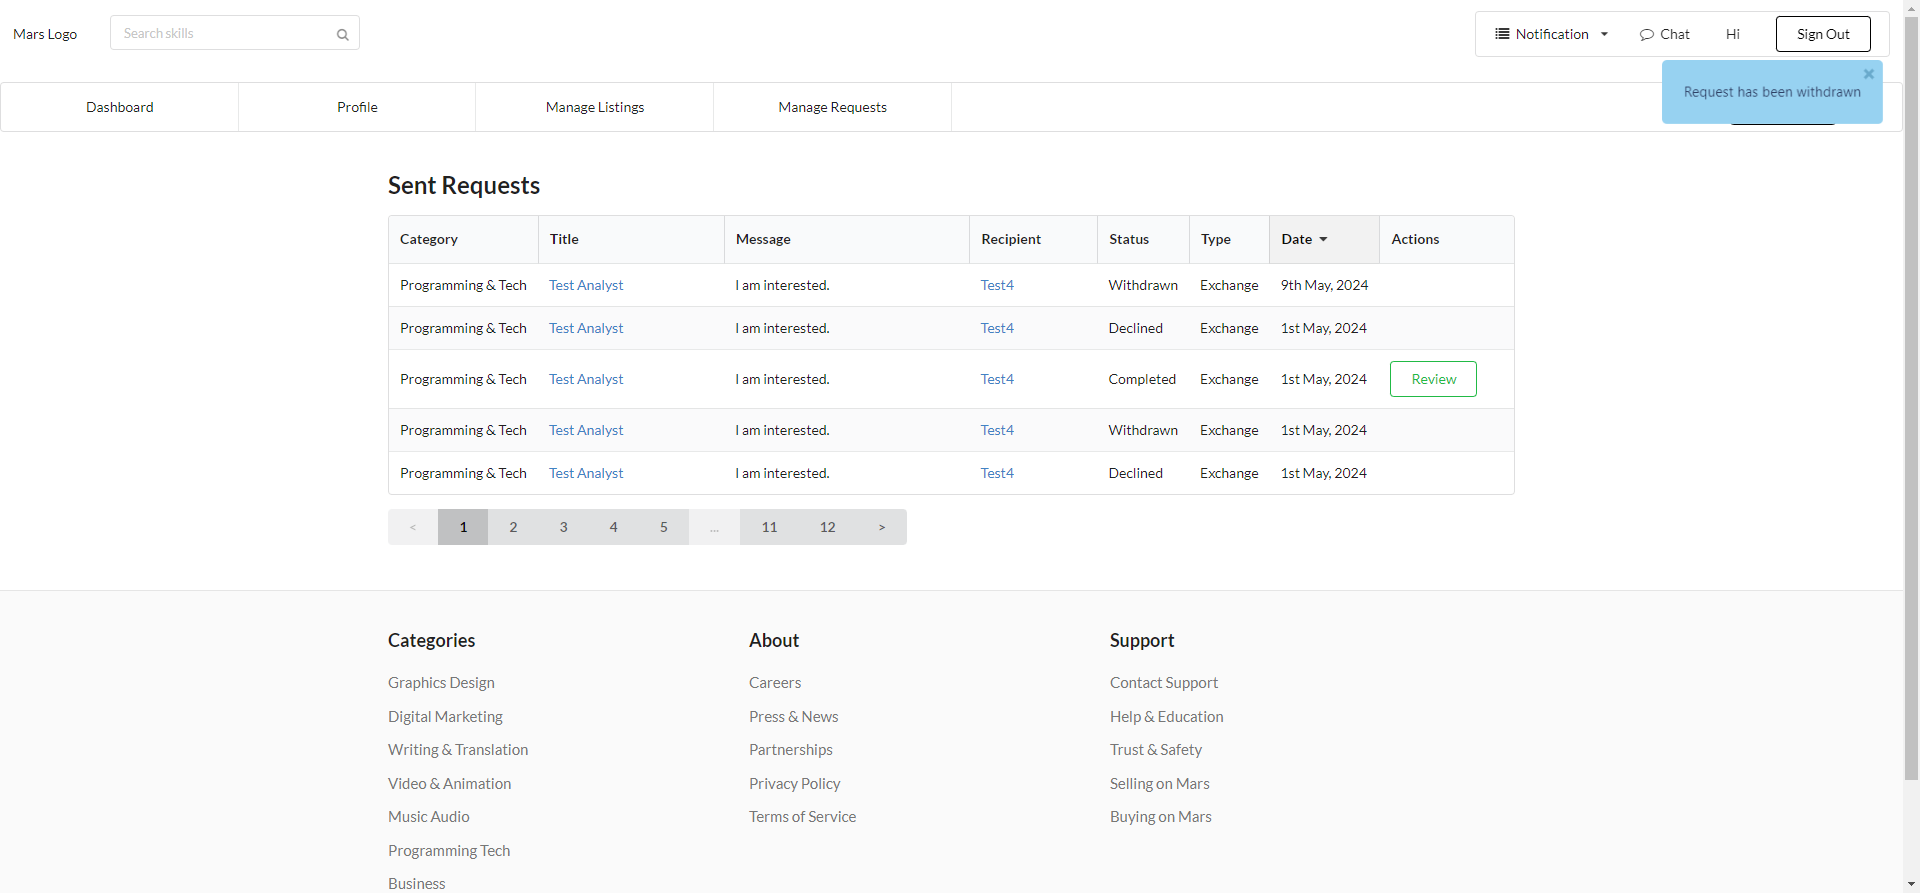 Mars Logo
Search skills
Notification
Chat
Hi
Sign Out
Request has been withdrawn
Dashboard
Profile
Manage Listings
Manage Requests
Sent Requests
Category Title Message Recipient Status Type Date Actions
Programming & Tech Test Analyst I am interested. Test4 Withdrawn Exchange 9th May, 2024
Programming & Tech Test Analyst I am interested. Test4 Declined Exchange 1st May, 2024
Programming & Tech Test Analyst I am interested. Test4 Completed Exchange 1st May, 2024 Review
Programming & Tech Test Analyst I am interested. Test4 Withdrawn Exchange 1st May, 2024
Programming & Tech Test Analyst I am interested. Test4 Declined Exchange 1st May, 2024
< 1 2 3 4 5 ... 11 12 >
Categories
Graphics Design
Digital Marketing
Writing & Translation
Video & Animation
Music Audio
Programming Tech
Business
About
Careers
Press & News
Partnerships
Privacy Policy
Terms of Service
Support
Contact Support
Help & Education
Trust & Safety
Selling on Mars
Buying on Mars